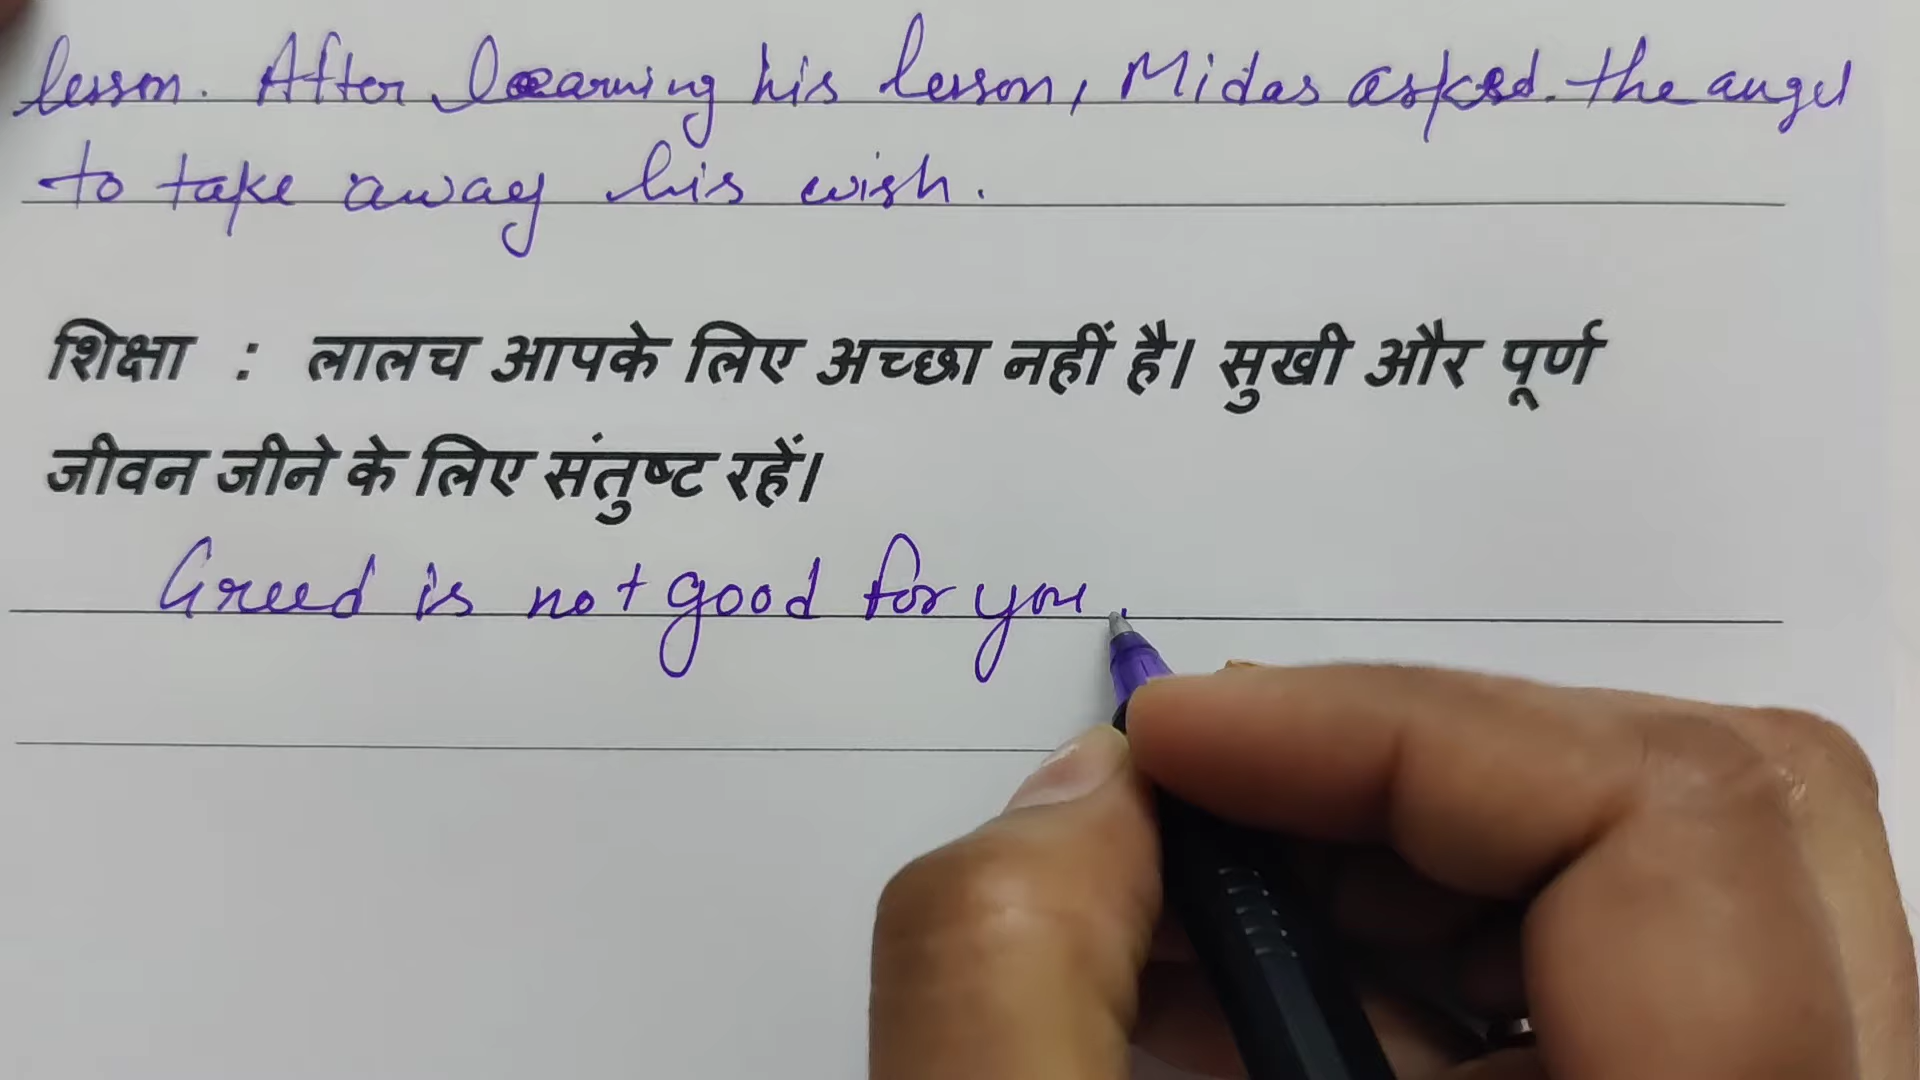 lesson. After learning his lesson, Midas asked the angel
to take away his wish.
शिक्षा : लालच आपके लिए अच्छा नहीं है। सुखी और पूर्ण
जीवन जीने के लिए संतुष्ट रहें।
Greed is not good for you.